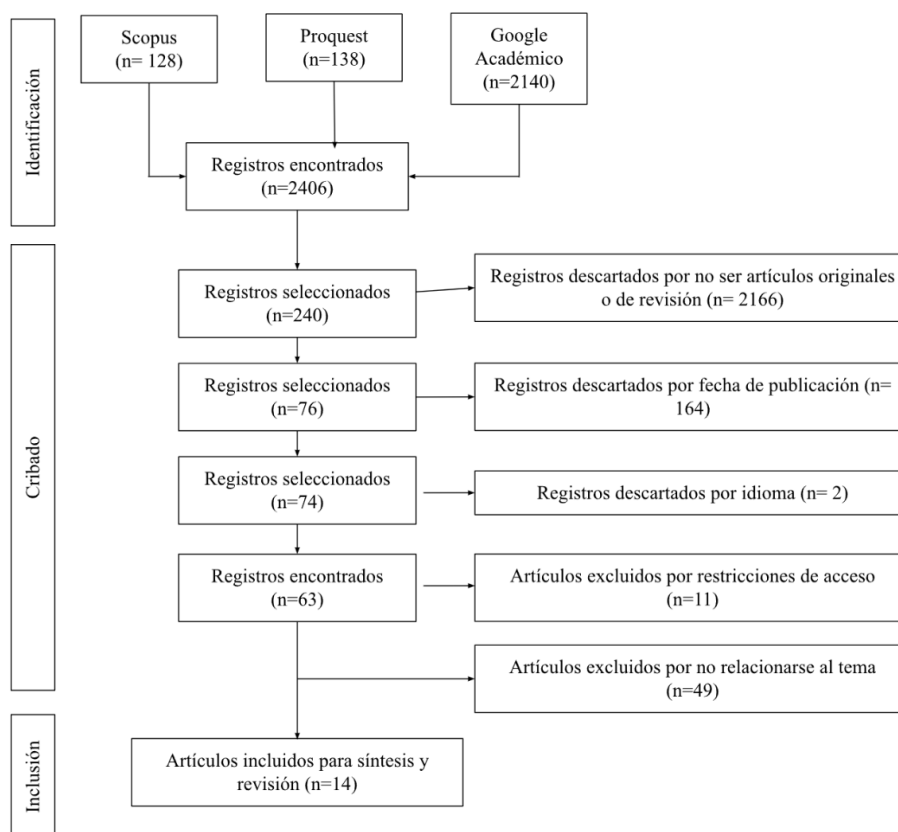 Identificación
Scopus
(n= 128)
Proquest
(n=138)
Google
Académico
(n=2140)
Registros encontrados
(n=2406)
Cribado
Registros seleccionados
(n=240)
Registros descartados por no ser artículos originales
o de revisión (n= 2166)
Registros seleccionados
(n=76)
Registros descartados por fecha de publicación (n=
164)
Registros seleccionados
(n=74)
Registros descartados por idioma (n= 2)
Registros encontrados
(n=63)
Artículos excluidos por restricciones de acceso
(n=11)
Artículos excluidos por no relacionarse al tema
(n=49)
Inclusión
Artículos incluidos para síntesis y
revisión (n=14)